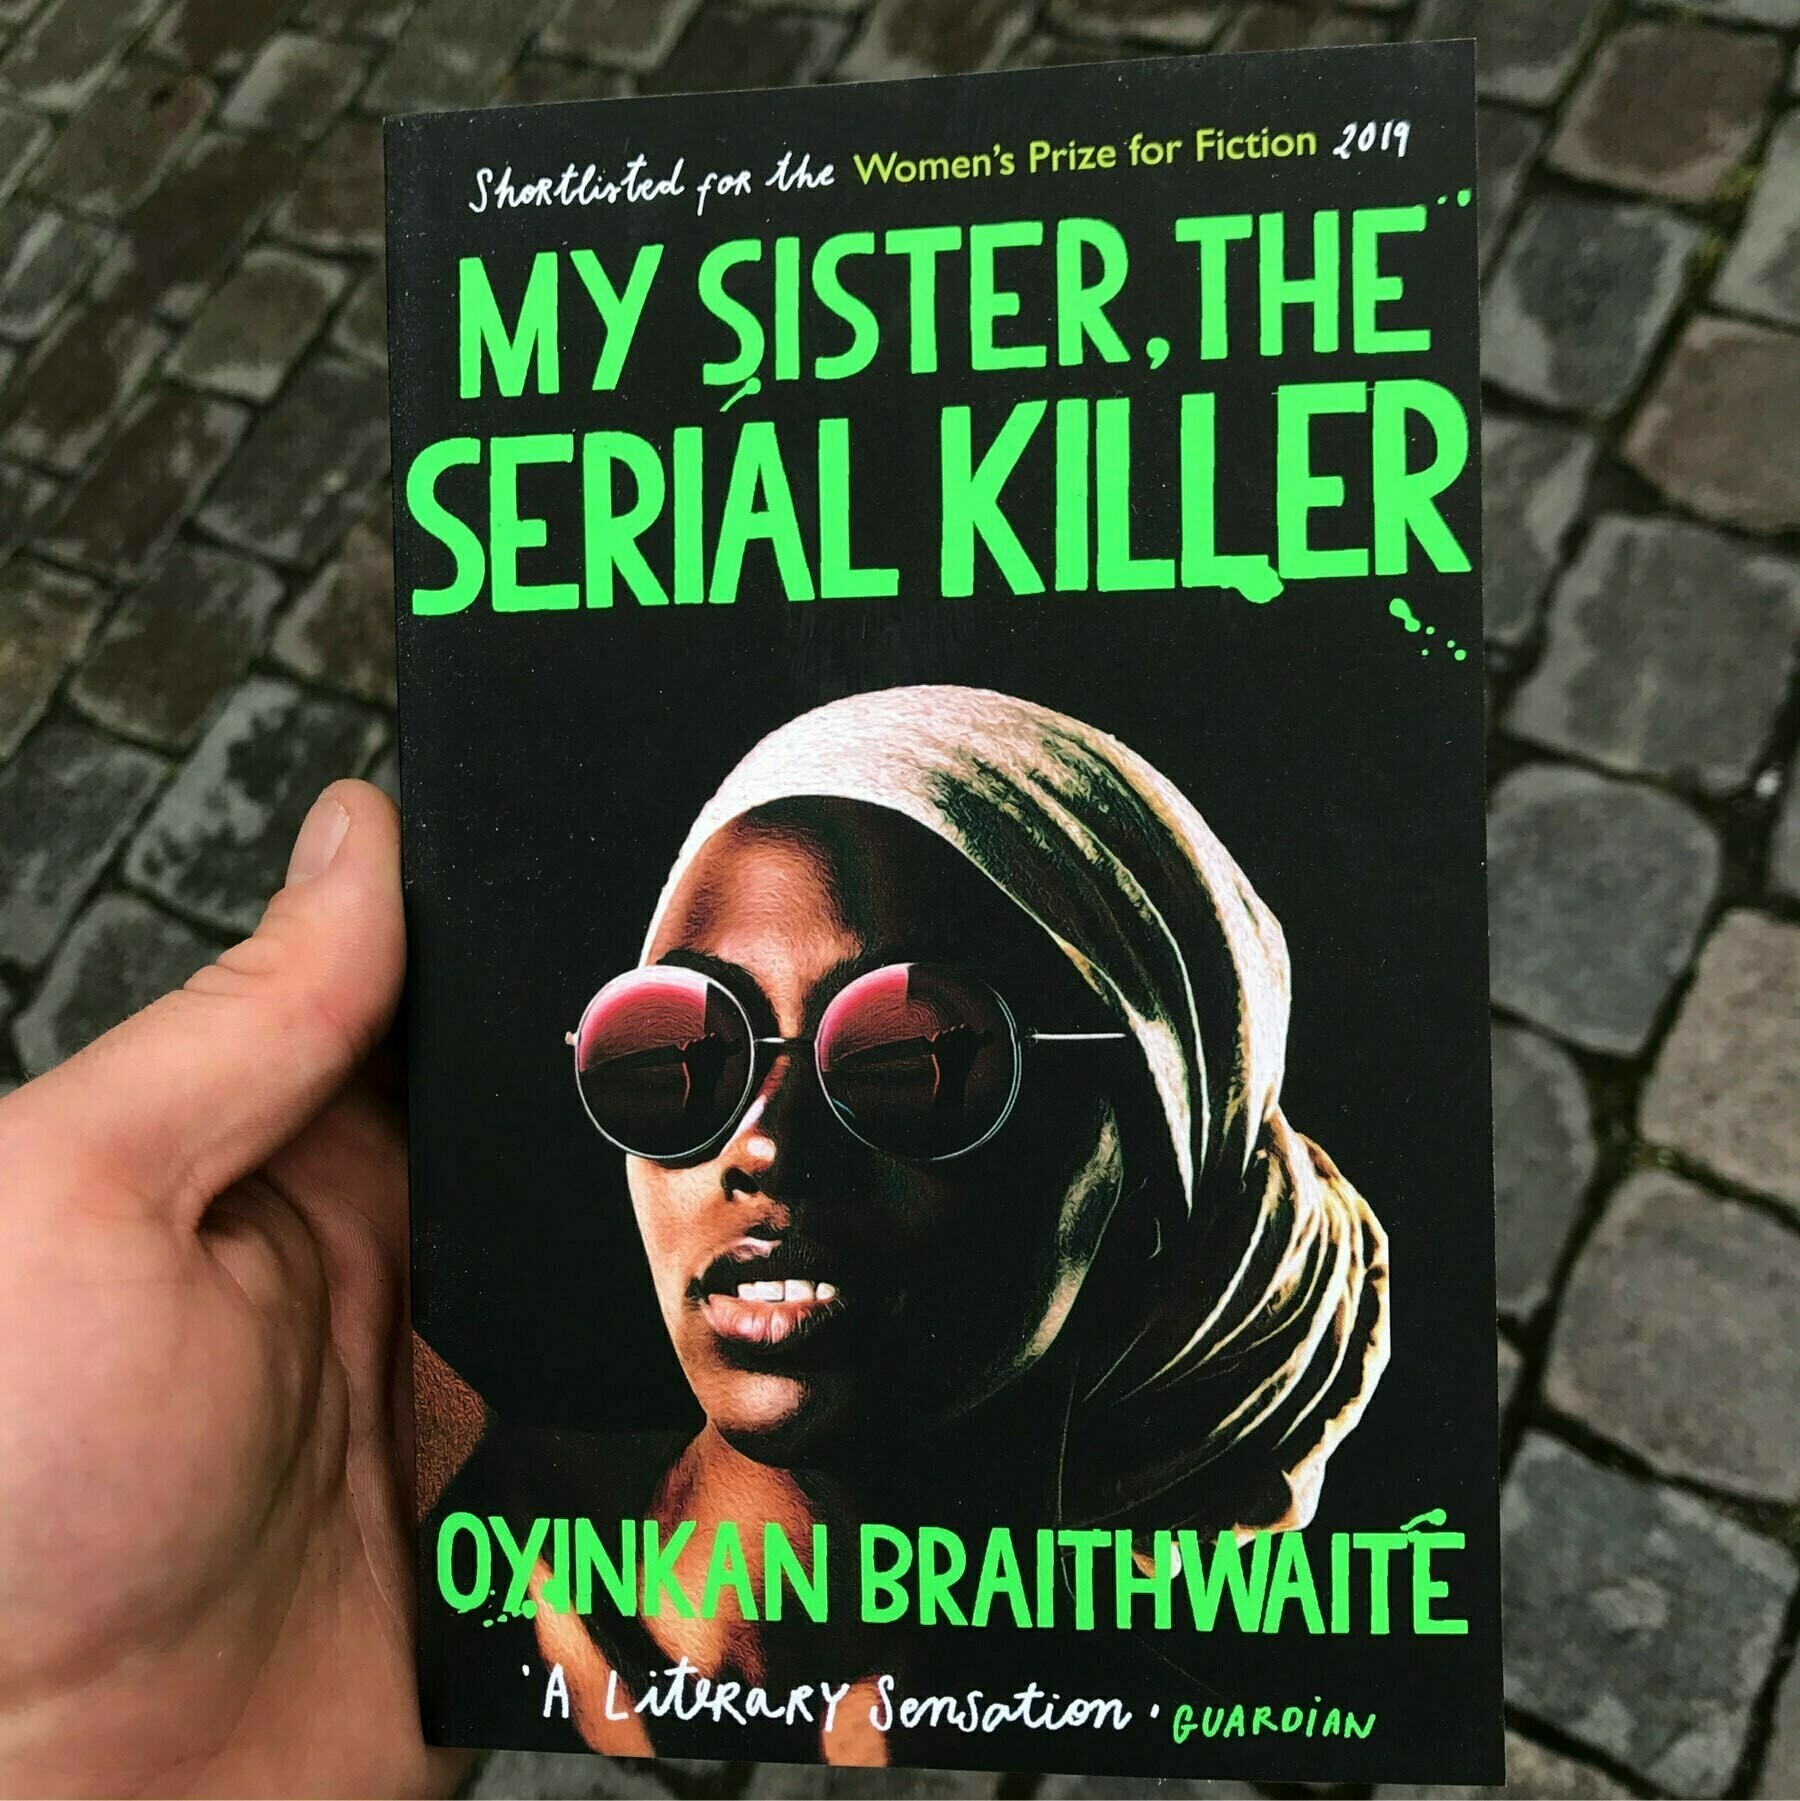 Shortlisted for the Women's Prize for Fiction 2019
MY SISTER, THE
SERIAL KILLER
OYINKAN BRAITHWAITE
'A Literary Sensation' GUARDIAN